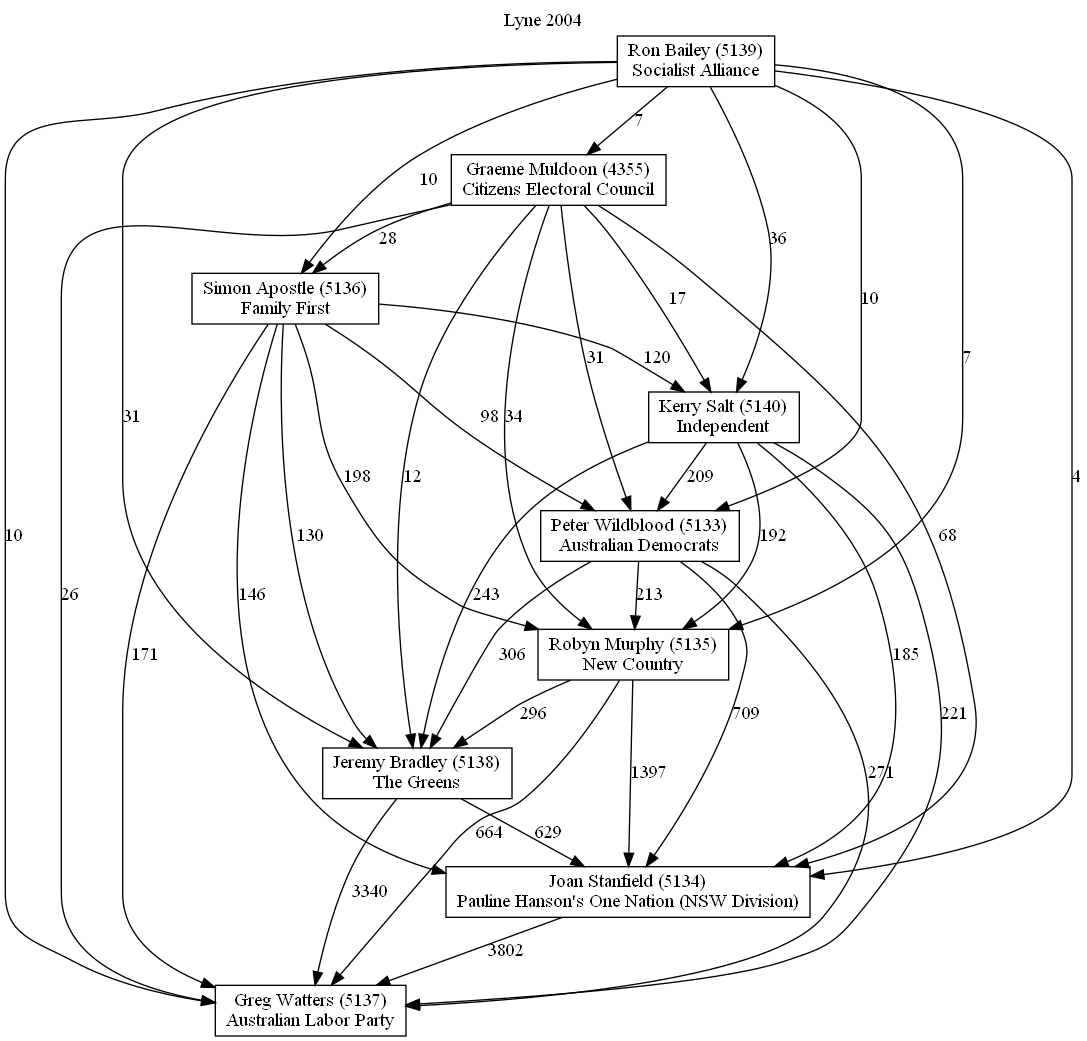 Lyne 2004
Ron Bailey (5139)
Socialist Alliance
7
Graeme Muldoon (4355)
Citizens Electoral Council
10
28
36
Simon Apostle (5136)
Family First
17
10
31
120
7
Kerry Salt (5140)
Independent
31
98
34
198
12
209
4
Peter Wildblood (5133)
Australian Democrats
10
130
192
68
26
146
243
213
Robyn Murphy (5135)
New Country
171
306
185
296
709
221
Jeremy Bradley (5138)
The Greens
1397
271
664
629
3340
Joan Stanfield (5134)
Pauline Hanson's One Nation (NSW Division)
3802
Greg Watters (5137)
Australian Labor Party